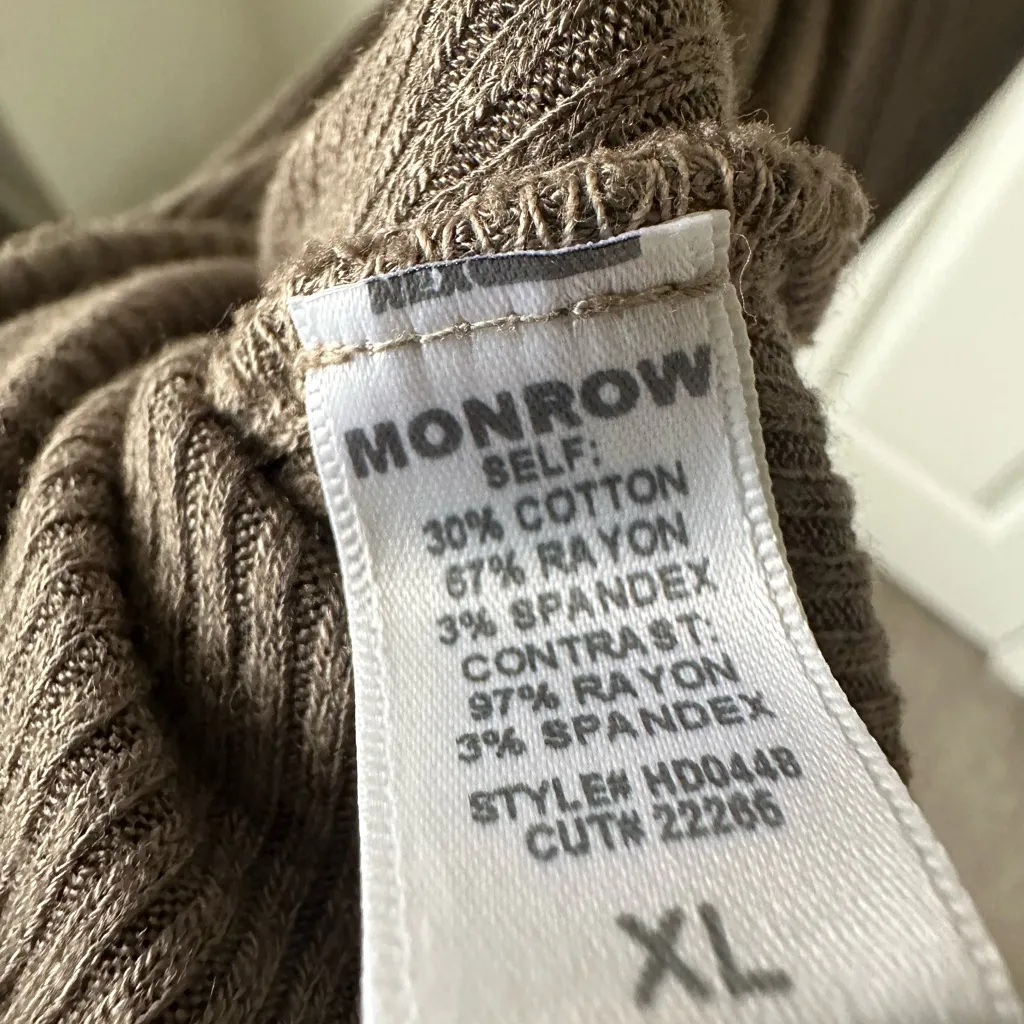 MONROW
SELF:
30% COTTON
67% RAYON
3% SPANDEX
CONTRAST:
97% RAYON
3% SPANDEX
STYLE# HD0448
CUT# 22266
XL